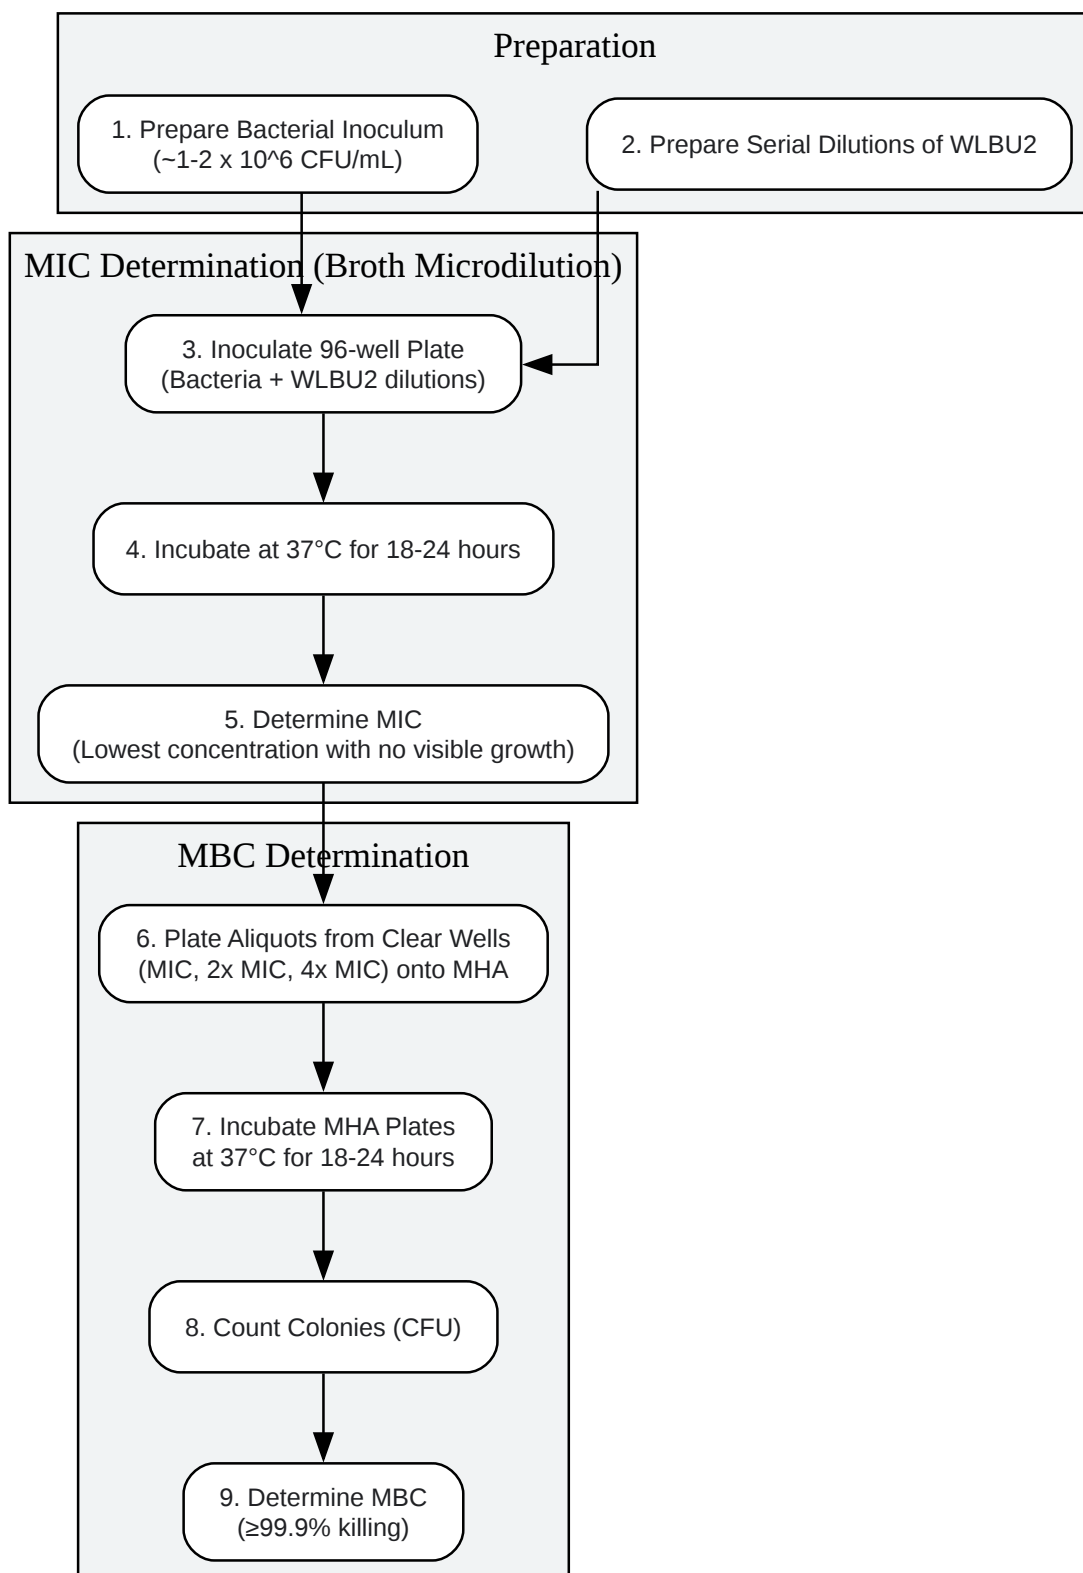 Preparation
1. Prepare Bacterial Inoculum
(~1-2 x 10^6 CFU/mL)
2. Prepare Serial Dilutions of WLBU2
MIC Determination (Broth Microdilution)
3. Inoculate 96-well Plate
(Bacteria + WLBU2 dilutions)
4. Incubate at 37°C for 18-24 hours
5. Determine MIC
(Lowest concentration with no visible growth)
MBC Determination
6. Plate Aliquots from Clear Wells
(MIC, 2x MIC, 4x MIC) onto MHA
7. Incubate MHA Plates
at 37°C for 18-24 hours
8. Count Colonies (CFU)
9. Determine MBC
(≥99.9% killing)